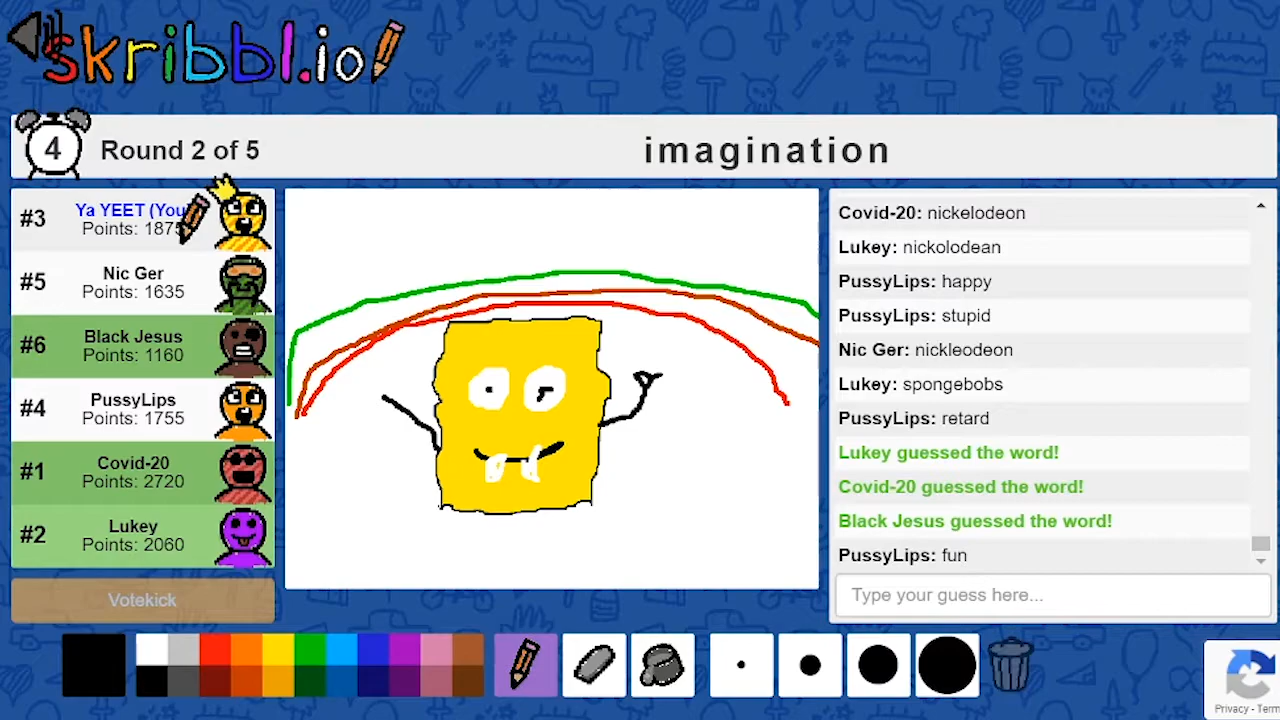 skribbl.io
4
Round 2 of 5
imagination
#3
Ya YEET (You
Points: 1875
#5
Nic Ger
Points: 1635
#6
Black Jesus
Points: 1160
#4
PussyLips
Points: 1755
#1
Covid-20
Points: 2720
#2
Lukey
Points: 2060
Votekick
Covid-20: nickelodeon
Lukey: nickolodean
PussyLips: happy
PussyLips: stupid
Nic Ger: nickleodeon
Lukey: spongebobs
PussyLips: retard
Lukey guessed the word!
Covid-20 guessed the word!
Black Jesus guessed the word!
PussyLips: fun
Type your guess here...
Privacy - Term